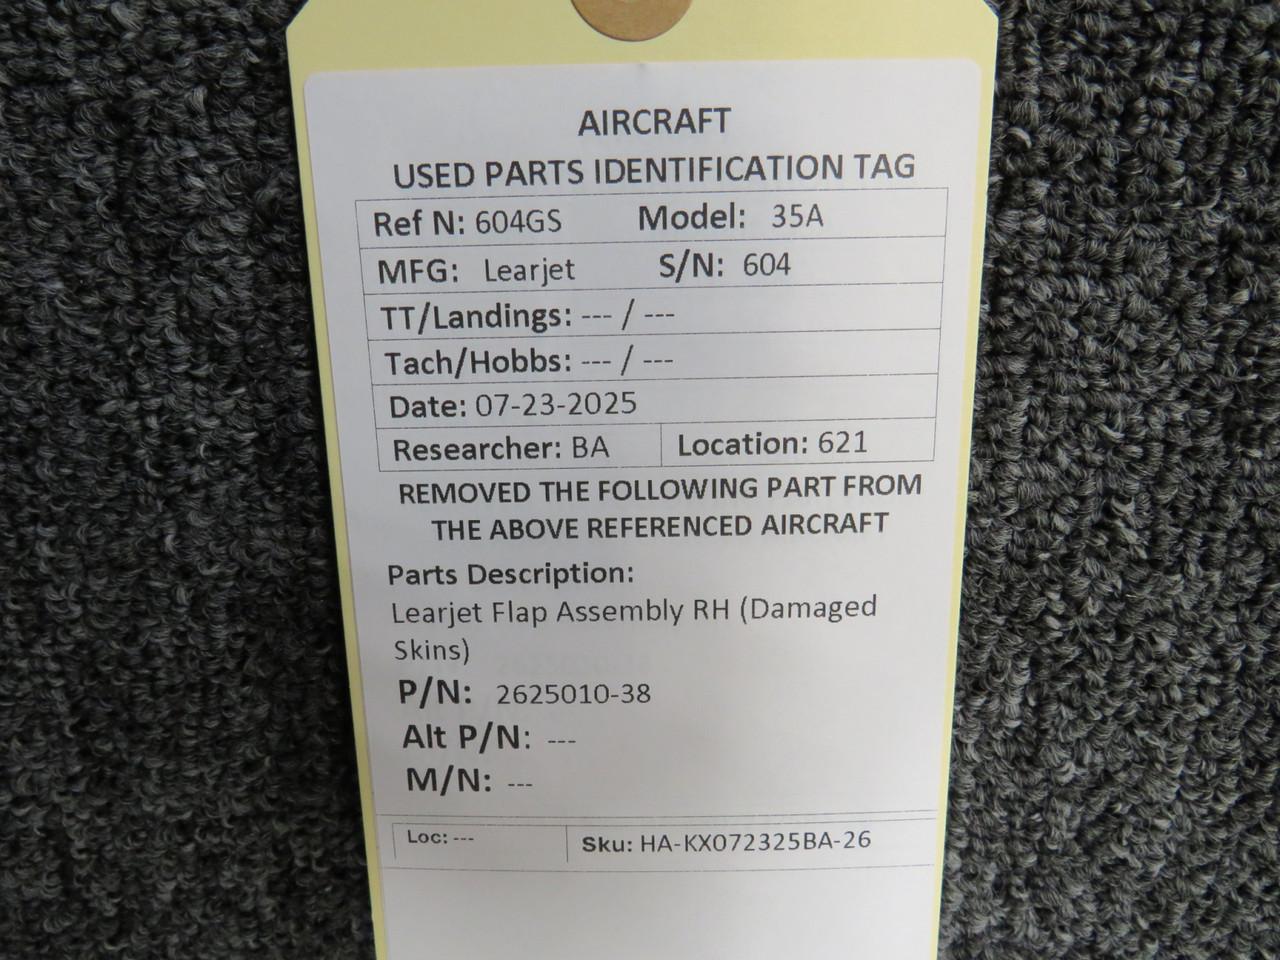 AIRCRAFT
USED PARTS IDENTIFICATION TAG
Ref N: 604GS Model: 35A
MFG: Learjet S/N: 604
TT/Landings: --- / ---
Tach/Hobbs: --- / ---
Date: 07-23-2025
Researcher: BA Location: 621
REMOVED THE FOLLOWING PART FROM
THE ABOVE REFERENCED AIRCRAFT
Parts Description:
Learjet Flap Assembly RH (Damaged
Skins)
P/N: 2625010-38
Alt P/N: ---
M/N: ---
Loc: --- Sku: HA-KX072325BA-26